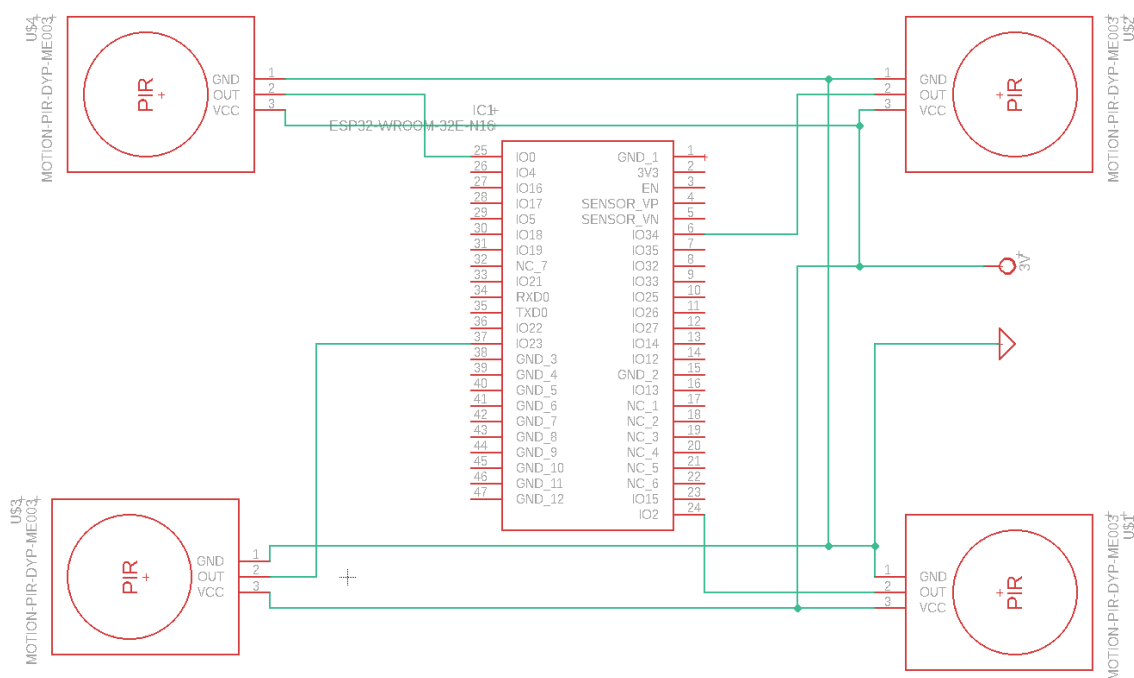 U$4
MOTION-PIR-DYP-ME003
PIR
GND 1
OUT 2
VCC 3
U$2
MOTION-PIR-DYP-ME003
PIR
1 GND
2 OUT
3 VCC
IC1
ESP32-WROOM-32E-N16
25 IO0 GND_1 1
26 IO4 3V3 2
27 IO16 EN 3
28 IO17 SENSOR_VP 4
29 IO5 SENSOR_VN 5
30 IO18 IO34 6
31 IO19 IO35 7
32 NC_7 IO32 8
33 IO21 IO33 9
34 RXD0 IO25 10
35 TXD0 IO26 11
36 IO22 IO27 12
37 IO23 IO14 13
38 GND_3 IO12 14
39 GND_4 GND_2 15
40 GND_5 IO13 16
41 GND_6 NC_1 17
42 GND_7 NC_2 18
43 GND_8 NC_3 19
44 GND_9 NC_4 20
45 GND_10 NC_5 21
46 GND_11 NC_6 22
47 GND_12 IO15 23
IO2 24
3V
U$3
MOTION-PIR-DYP-ME003
PIR
GND 1
OUT 2
VCC 3
U$1
MOTION-PIR-DYP-ME003
PIR
1 GND
2 OUT
3 VCC